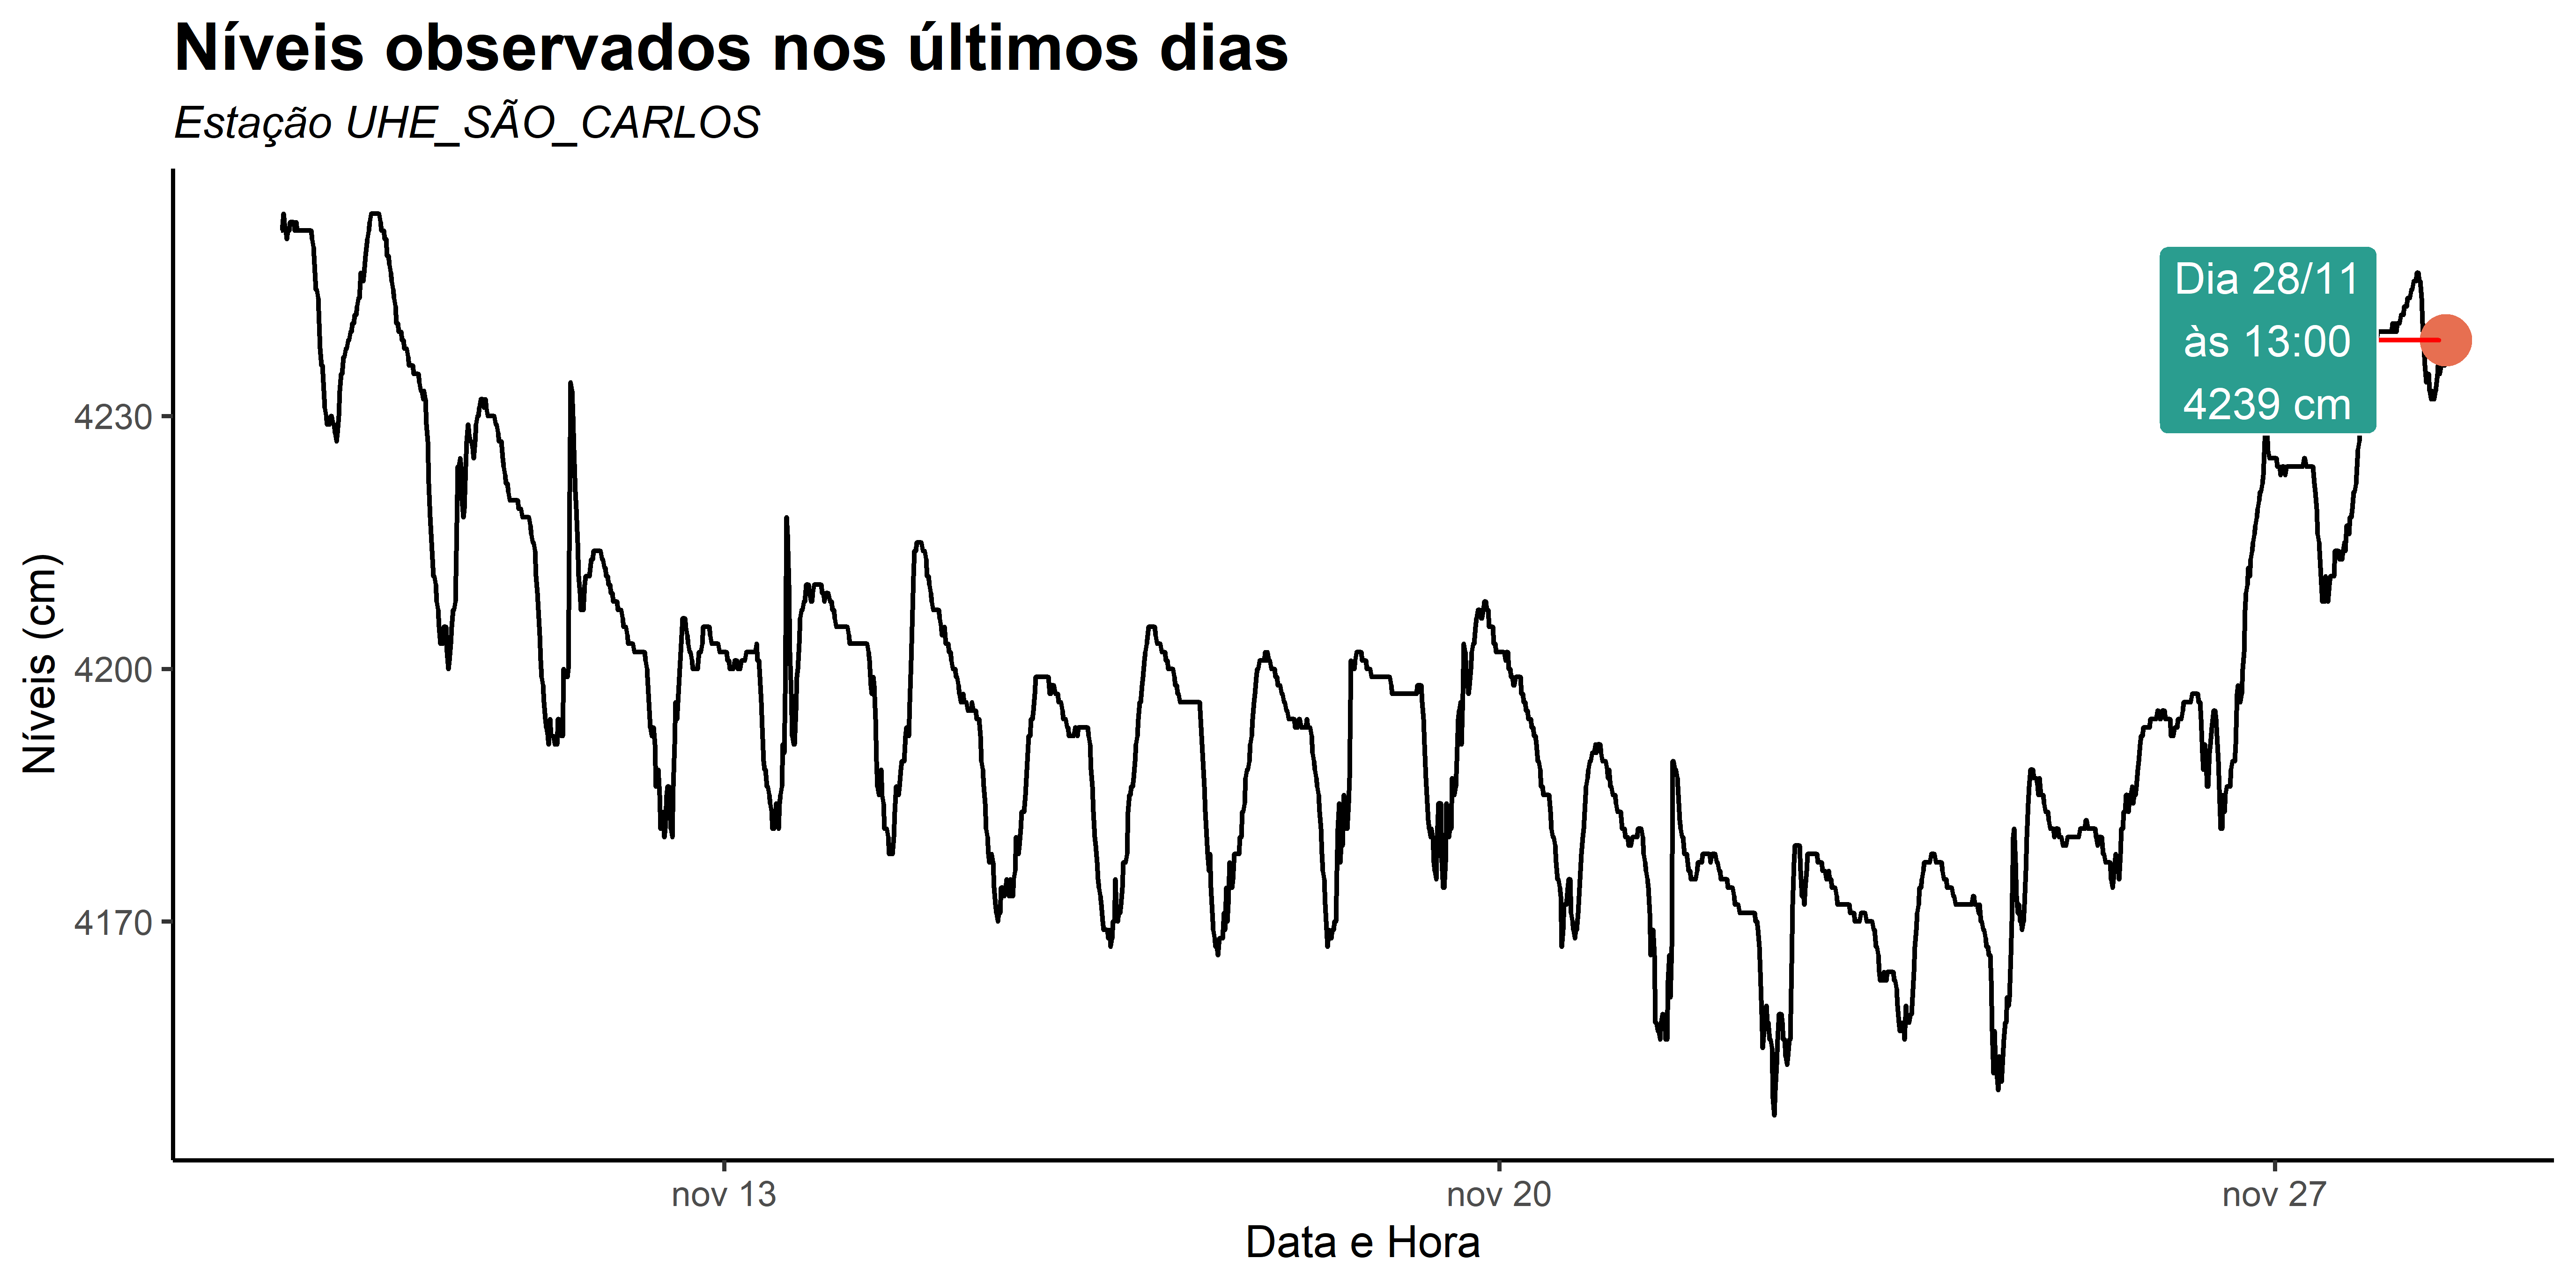 Níveis observados nos últimos dias
Estação UHE_SÃO_CARLOS
Níveis (cm)
4230
4200
4170
Dia 28/11
às 13:00
4239 cm
nov 13
nov 20
nov 27
Data e Hora